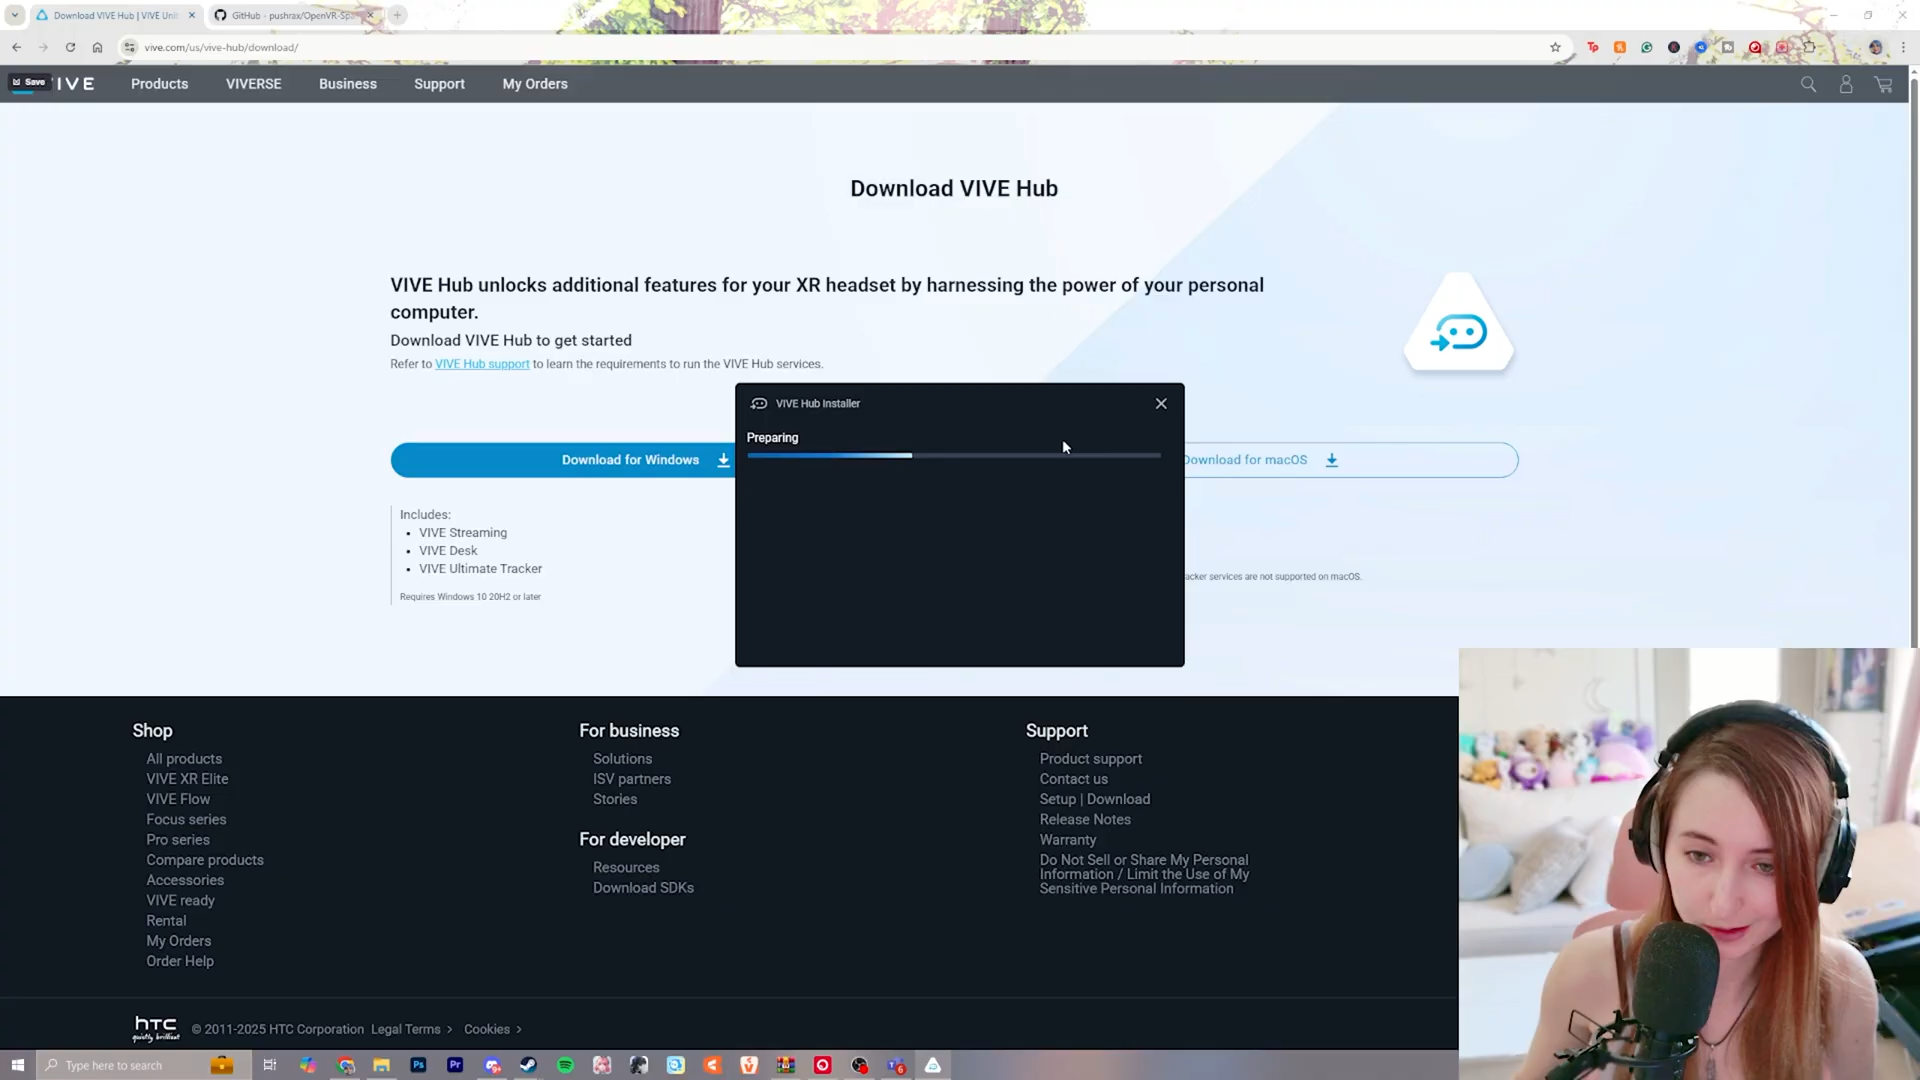 Download VIVE Hub | VIVE Unit
GitHub - pushrax/OpenVR-Spa
vive.com/us/vive-hub/download/
Save
VIVE
Products
VIVERSE
Business
Support
My Orders
Download VIVE Hub
VIVE Hub unlocks additional features for your XR headset by harnessing the power of your personal
computer.
Download VIVE Hub to get started
Refer to VIVE Hub support to learn the requirements to run the VIVE Hub services.
VIVE Hub Installer
Preparing
Download for Windows
Download for macOS
Includes:
VIVE Streaming
VIVE Desk
VIVE Ultimate Tracker
Requires Windows 10 20H2 or later
acker services are not supported on macOS.
Shop
All products
VIVE XR Elite
VIVE Flow
Focus series
Pro series
Compare products
Accessories
VIVE ready
Rental
My Orders
Order Help
For business
Solutions
ISV partners
Stories
For developer
Resources
Download SDKs
Support
Product support
Contact us
Setup | Download
Release Notes
Warranty
Do Not Sell or Share My Personal
Information / Limit the Use of My
Sensitive Personal Information
hTC
quietly brilliant
© 2011-2025 HTC Corporation
Legal Terms
Cookies
Type here to search
Ps
Pr